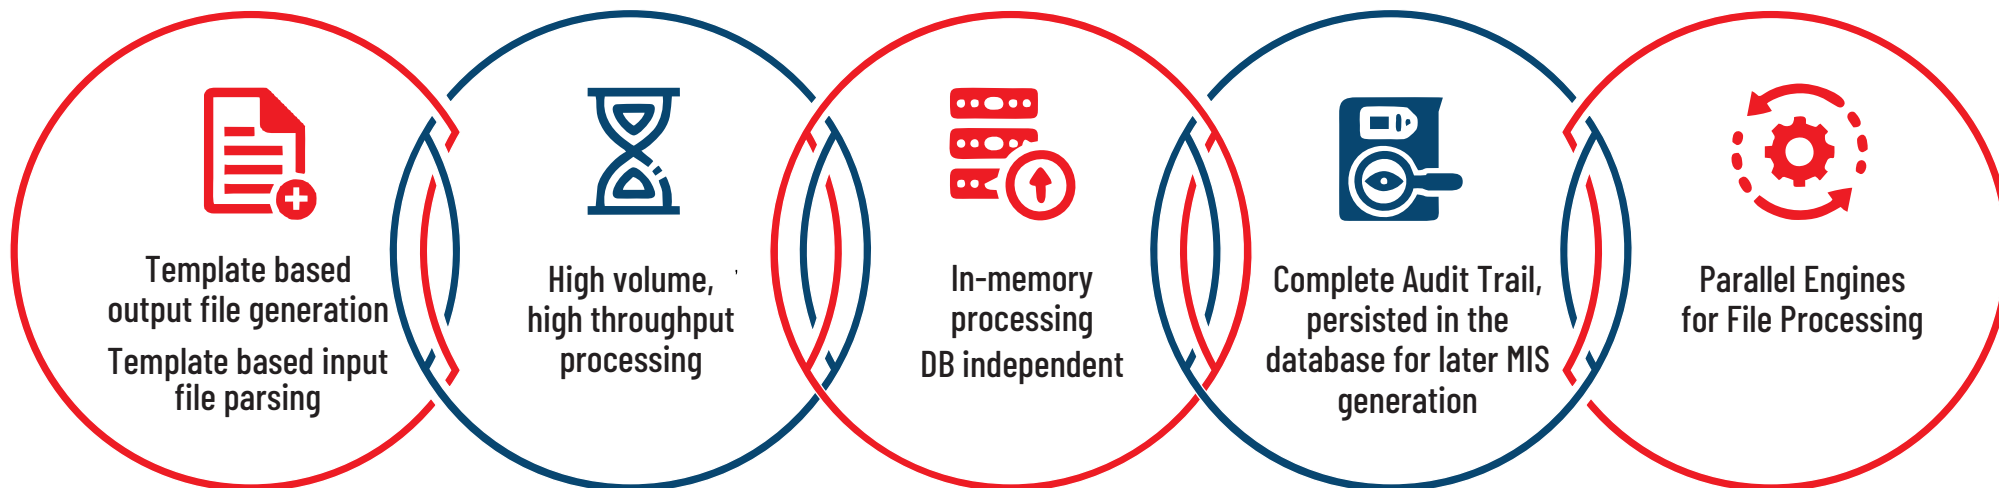 Template based
output file generation
Template based input
file parsing
High volume,
high throughput
processing
In-memory
processing
DB independent
Complete Audit Trail,
persisted in the
database for later MIS
generation
Parallel Engines
for File Processing